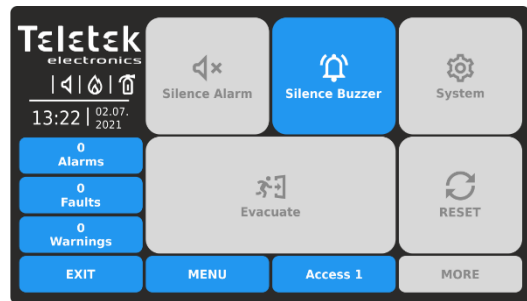 Teletek
electronics
13:22
02.07.
2021
Silence Alarm
Silence Buzzer
System
0
Alarms
0
Faults
0
Warnings
Evacuate
RESET
EXIT
MENU
Access 1
MORE